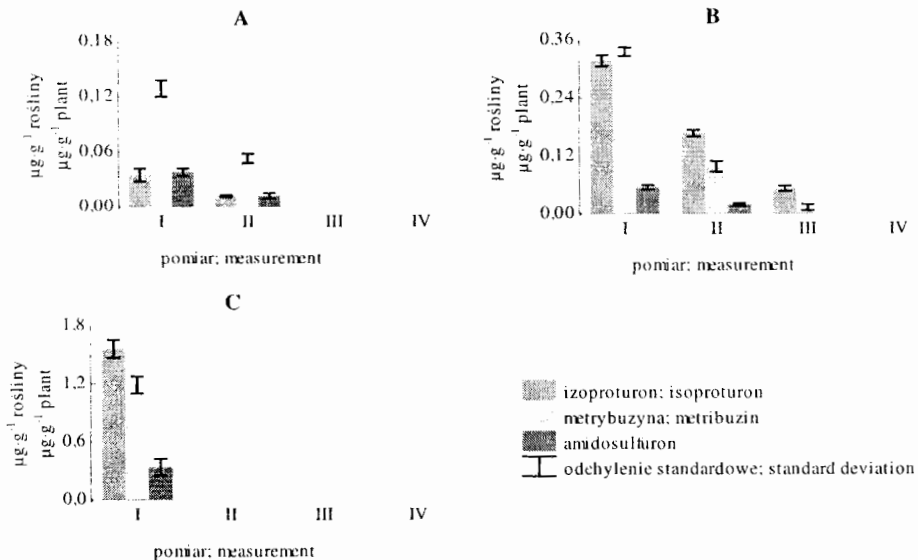 A
0.18
0.12
0.06
0.00
µg·g⁻¹ rośliny
µg·g⁻¹ plant
I II III IV
pomiar; measurement
B
0.36
0.24
0.12
0,00
µg·g⁻¹ rośliny
µg·g⁻¹ plant
I II III IV
pomiar; measurement
C
1.8
1.2
0.6
0,0
µg·g⁻¹ rośliny
µg·g⁻¹ plant
I II III IV
pomiar; measurement
izoproturon; isoproturon
metrybuzyna; metribuzin
amidosulfuron
odchylenie standardowe; standard deviation